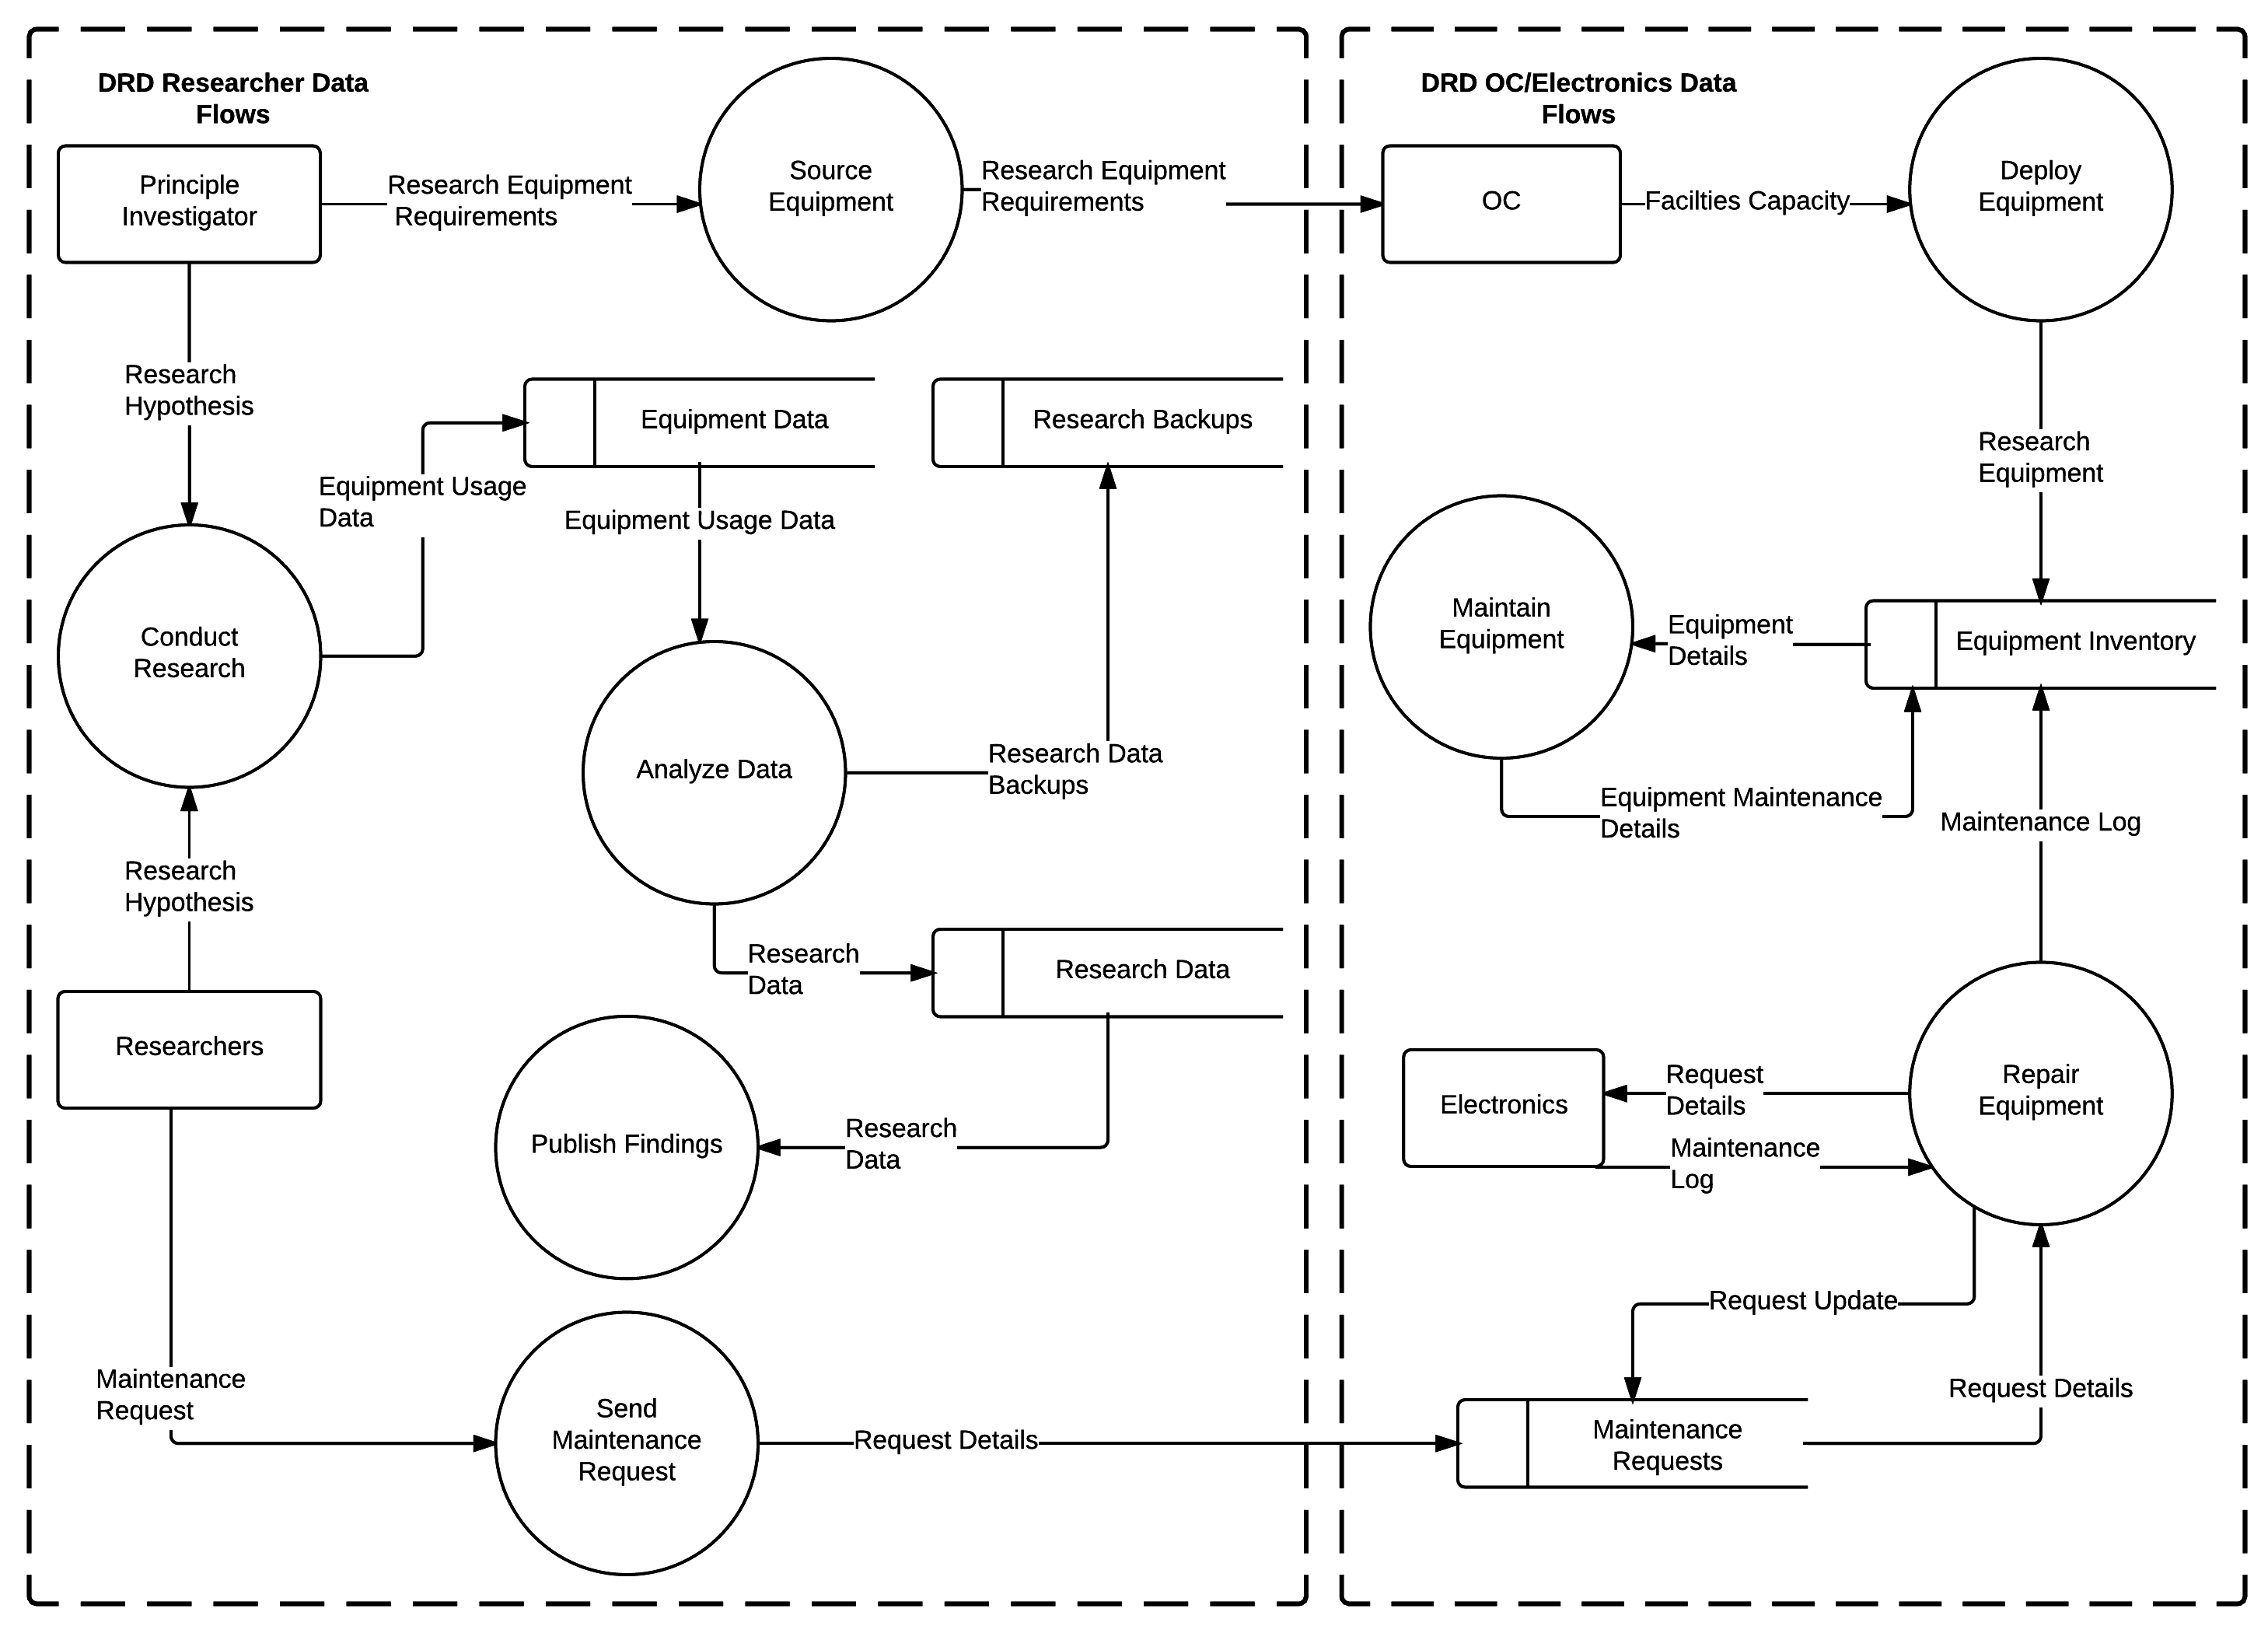 DRD Researcher Data
Flows
Principle
Investigator
Research Equipment
Requirements
Source
Equipment
Research Equipment
Requirements
Research
Hypothesis
Equipment Data
Research Backups
Equipment Usage
Data
Equipment Usage Data
Conduct
Research
Analyze Data
Research Data
Backups
Research
Hypothesis
Research
Data
Research Data
Researchers
Publish Findings
Research
Data
Maintenance
Request
Send
Maintenance
Request
Request Details
DRD OC/Electronics Data
Flows
OC
Facilties Capacity
Deploy
Equipment
Research
Equipment
Maintain
Equipment
Equipment
Details
Equipment Inventory
Equipment Maintenance
Details
Maintenance Log
Electronics
Request
Details
Repair
Equipment
Maintenance
Log
Request Update
Request Details
Maintenance
Requests